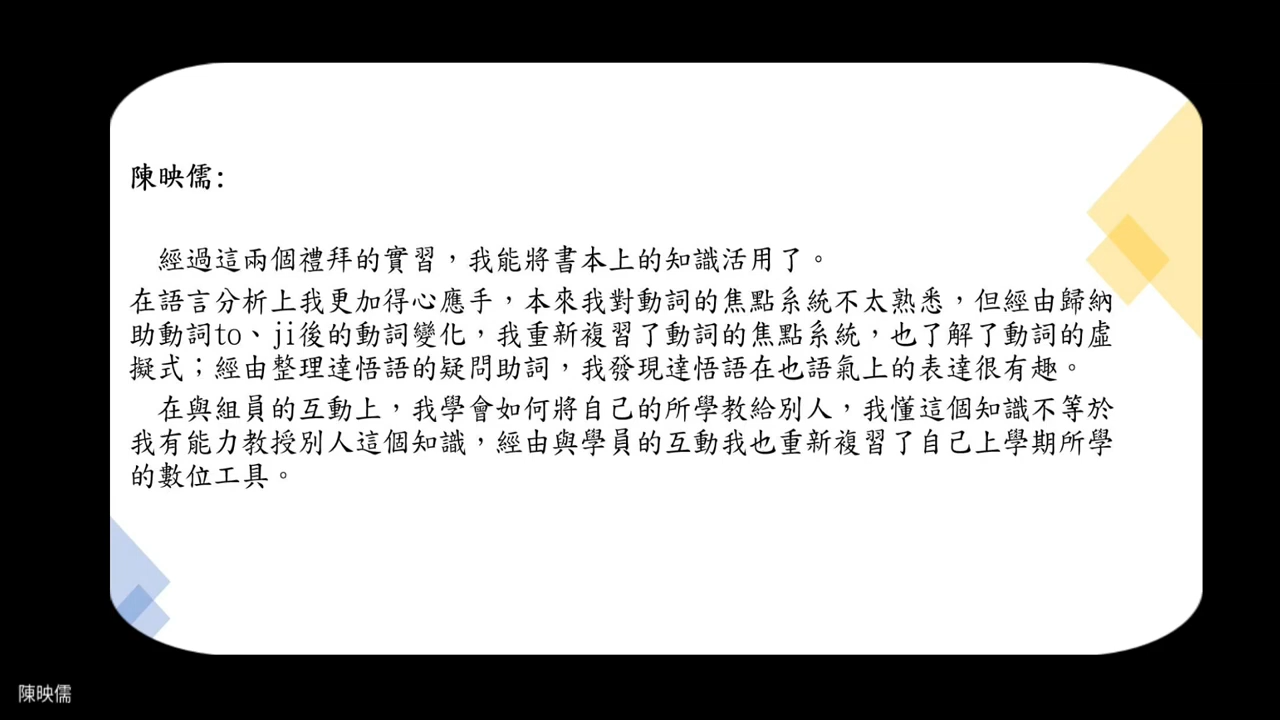 陳映儒:
經過這兩個禮拜的實習，我能將書本上的知識活用了。
在語言分析上我更加得心應手，本來我對動詞的焦點系統不太熟悉，但經由歸納
助動詞to、ji後的動詞變化，我重新複習了動詞的焦點系統，也了解了動詞的虛
擬式；經由整理達悟語的疑問助詞，我發現達悟語在也語氣上的表達很有趣。
在與組員的互動上，我學會如何將自己的所學教給別人，我懂這個知識不等於
我有能力教授別人這個知識，經由與學員的互動我也重新複習了自己上學期所學
的數位工具。
陳映儒